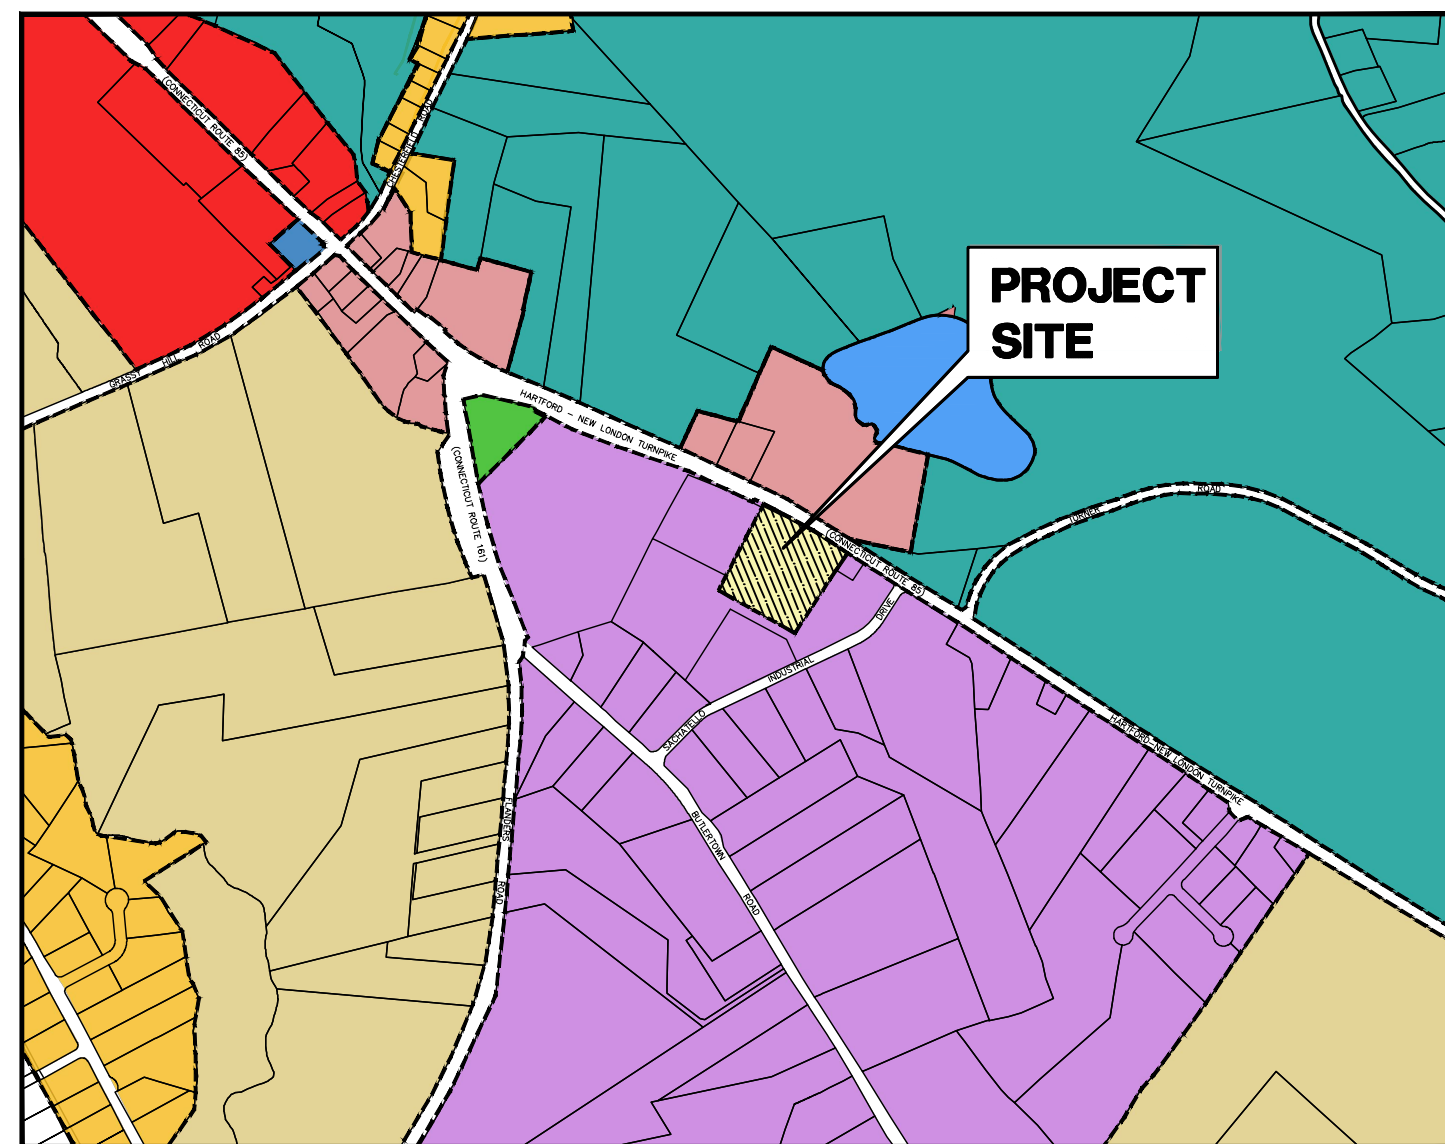 (CONNECTICUT ROUTE 85)
CHESTERFIELD ROAD
PROJECT
SITE
GRASSY HILL ROAD
HARTFORD - NEW LONDON TURNPIKE
(CONNECTICUT ROUTE 161)
TURNER ROAD
(CONNECTICUT ROUTE 85)
SACHATELLO INDUSTRIAL DRIVE
HARTFORD-NEW LONDON TURNPIKE
FLANDERS ROAD
BUTLERTOWN ROAD